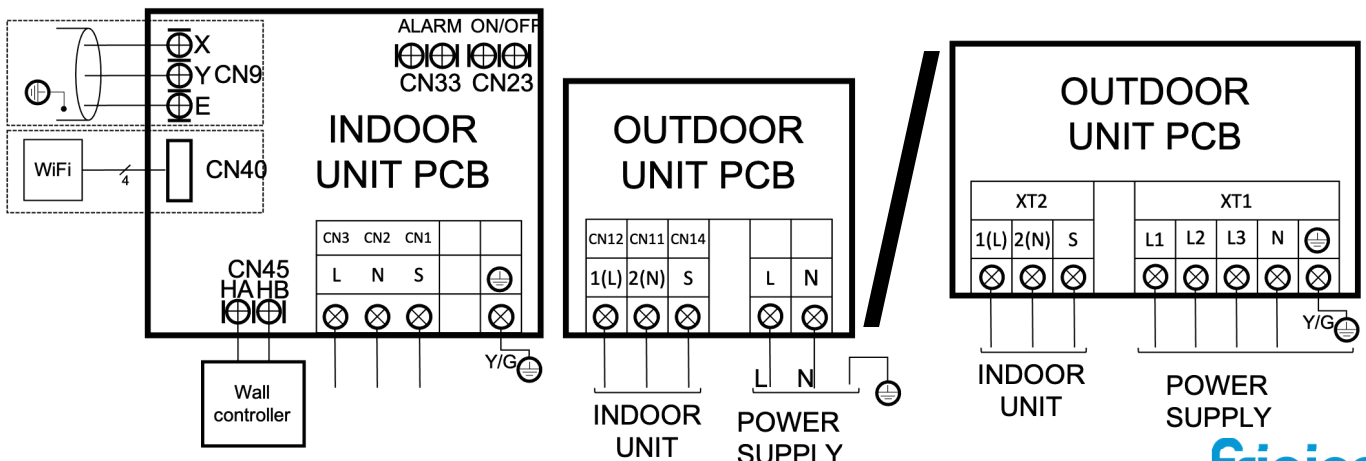 ALARM ON/OFF
CN33 CN23
X
Y CN9
E
WiFi
4
CN40
INDOOR
UNIT PCB
CN3 CN2 CN1
L N S
CN45
HA HB
Y/G
Wall
controller
OUTDOOR
UNIT PCB
CN12 CN11 CN14
1(L) 2(N) S L N
L N
INDOOR
UNIT
POWER
SUPPLY
OUTDOOR
UNIT PCB
XT2 XT1
1(L) 2(N) S L1 L2 L3 N
Y/G
INDOOR
UNIT
POWER
SUPPLY